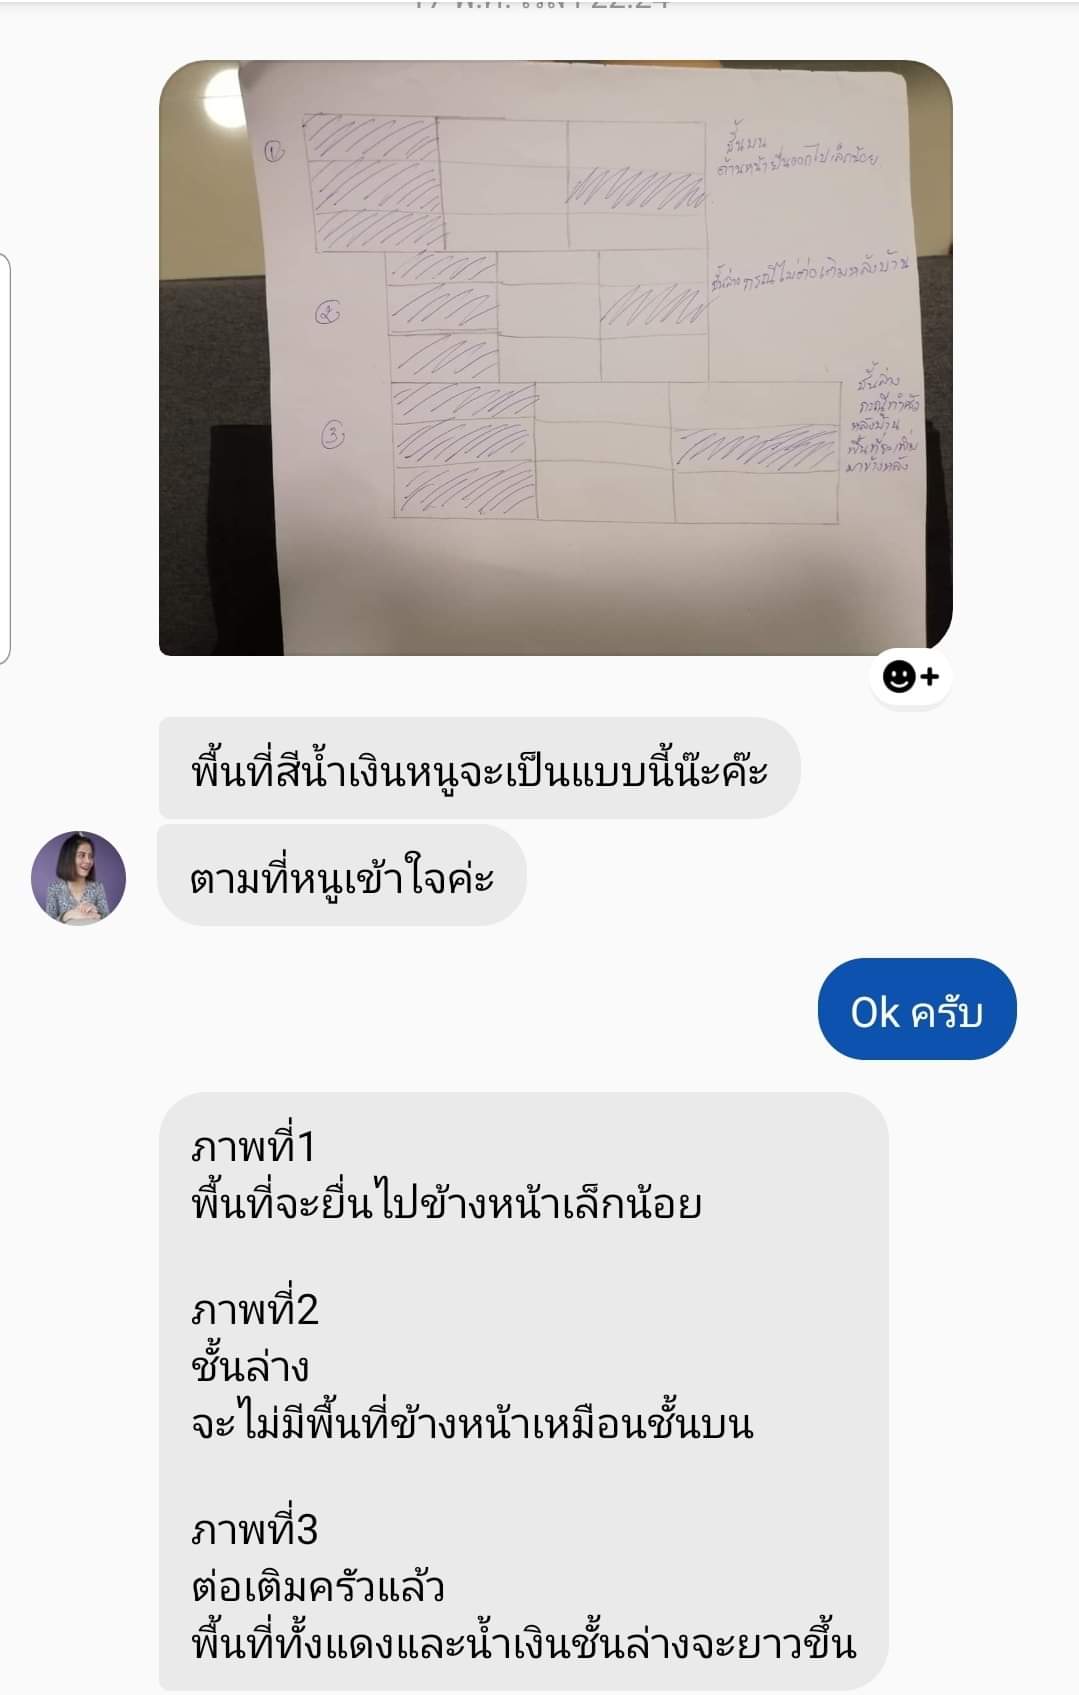 ①
ชั้นบน
ด้านหน้ายื่นออกไปเล็กน้อย
②
ชั้นล่างกรณีไม่ต่อเติมหลังบ้าน
③
ชั้นล่าง
กรณีทำครัว
หลังบ้าน
พื้นที่จะเพิ่ม
มาข้างหลัง
พื้นที่สีน้ำเงินหนูจะเป็นแบบนี้น๊ะค๊ะ
ตามที่หนูเข้าใจค่ะ
Ok ครับ
ภาพที่1
พื้นที่จะยื่นไปข้างหน้าเล็กน้อย
ภาพที่2
ชั้นล่าง
จะไม่มีพื้นที่ข้างหน้าเหมือนชั้นบน
ภาพที่3
ต่อเติมครัวแล้ว
พื้นที่ทั้งแดงและน้ำเงินชั้นล่างจะยาวขึ้น